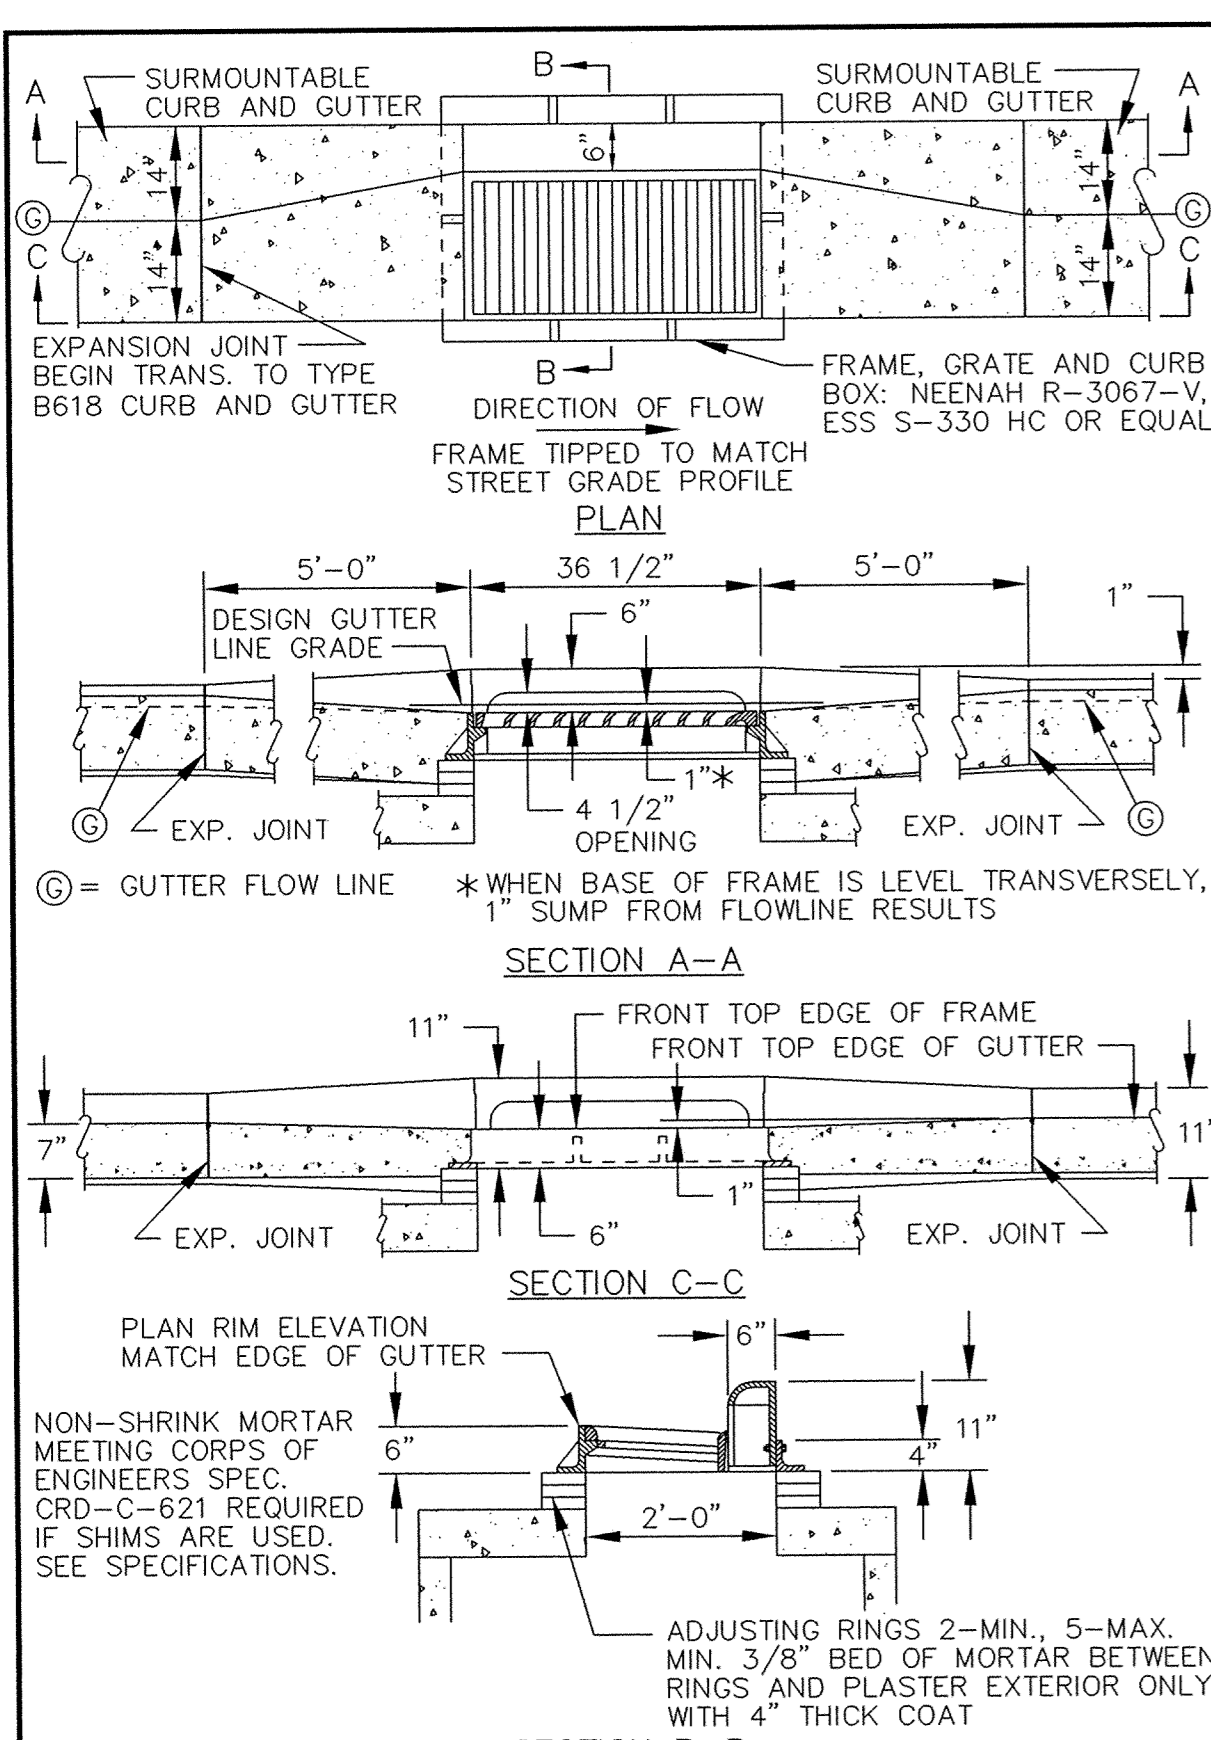 SURMOUNTABLE
CURB AND GUTTER
SURMOUNTABLE
CURB AND GUTTER
A
B
A
14"
6"
14"
G
G
C
14"
14"
C
EXPANSION JOINT
BEGIN TRANS. TO TYPE
B618 CURB AND GUTTER
B
FRAME, GRATE AND CURB
BOX: NEENAH R-3067-V,
ESS S-330 HC OR EQUAL
DIRECTION OF FLOW
FRAME TIPPED TO MATCH
STREET GRADE PROFILE
PLAN
5'-0"
36 1/2"
5'-0"
DESIGN GUTTER
LINE GRADE
6"
1"
1"*
4 1/2"
OPENING
G
EXP. JOINT
EXP. JOINT
G
G = GUTTER FLOW LINE
* WHEN BASE OF FRAME IS LEVEL TRANSVERSELY,
1" SUMP FROM FLOWLINE RESULTS
SECTION A-A
11"
FRONT TOP EDGE OF FRAME
FRONT TOP EDGE OF GUTTER
7"
11"
1"
6"
EXP. JOINT
EXP. JOINT
SECTION C-C
PLAN RIM ELEVATION
MATCH EDGE OF GUTTER
6"
NON-SHRINK MORTAR
MEETING CORPS OF
ENGINEERS SPEC.
CRD-C-621 REQUIRED
IF SHIMS ARE USED.
SEE SPECIFICATIONS.
6"
4"
11"
2'-0"
ADJUSTING RINGS 2-MIN., 5-MAX.
MIN. 3/8" BED OF MORTAR BETWEEN
RINGS AND PLASTER EXTERIOR ONLY
WITH 4" THICK COAT